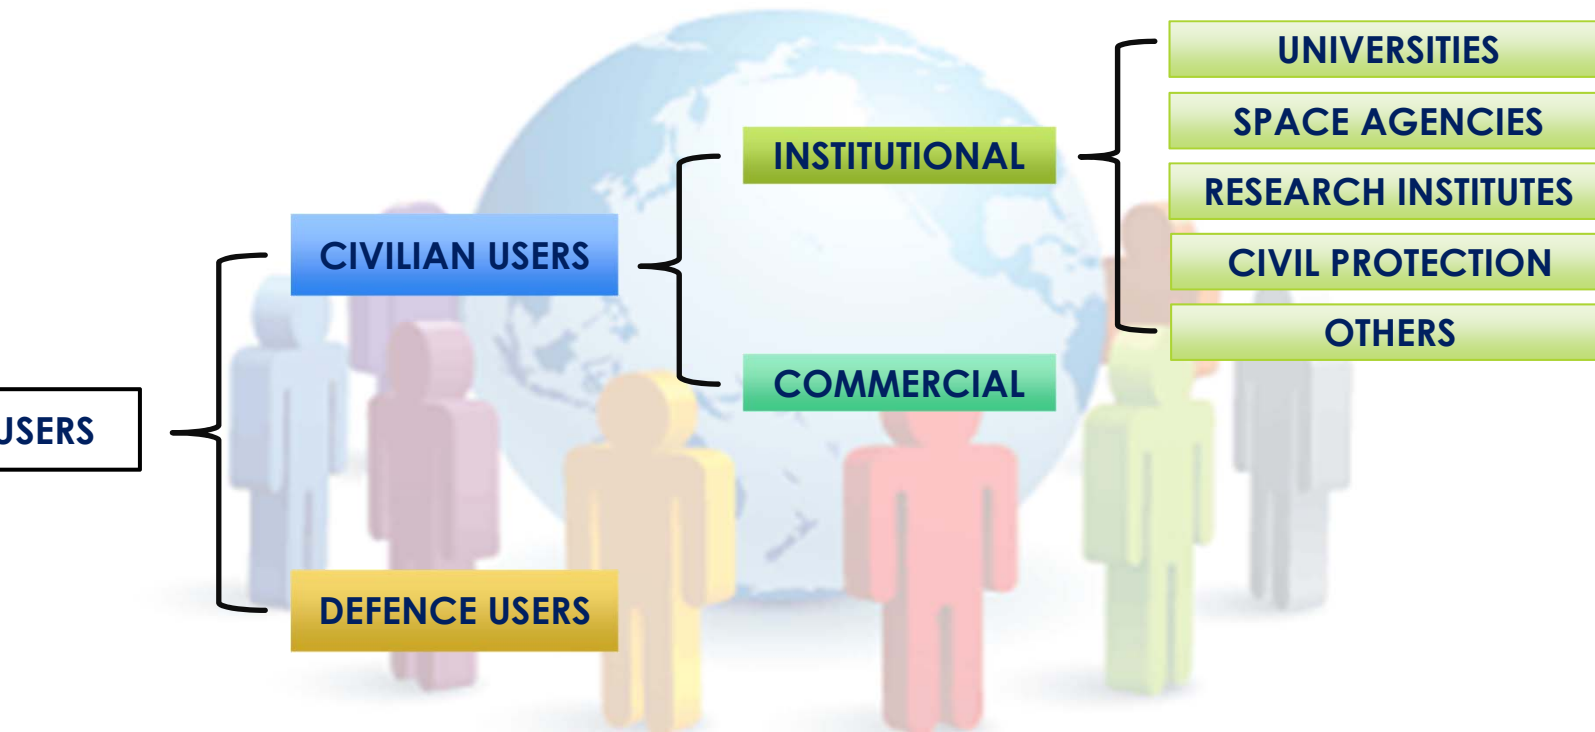 USERS
CIVILIAN USERS
DEFENCE USERS
INSTITUTIONAL
COMMERCIAL
UNIVERSITIES
SPACE AGENCIES
RESEARCH INSTITUTES
CIVIL PROTECTION
OTHERS